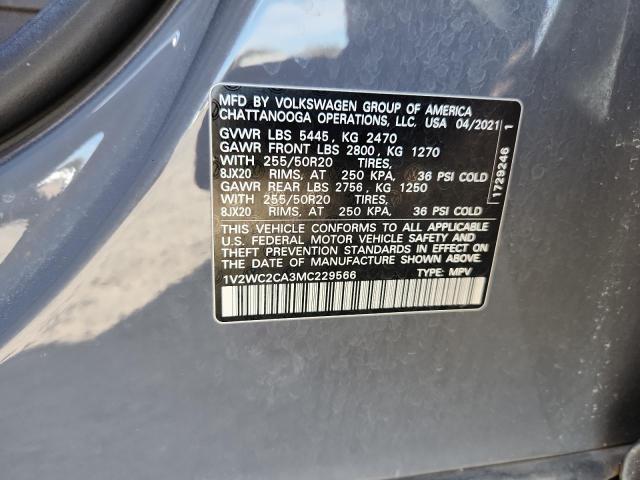 MFD BY VOLKSWAGEN GROUP OF AMERICA
CHATTANOOGA OPERATIONS, LLC. USA 04/2021
GVWR LBS 5445, KG 2470
GAWR FRONT LBS 2800, KG 1270
WITH 255/50R20 TIRES,
8JX20 RIMS, AT 250 KPA, 36 PSI COLD
GAWR REAR LBS 2756, KG 1250
WITH 255/50R20 TIRES,
8JX20 RIMS, AT 250 KPA, 36 PSI COLD
THIS VEHICLE CONFORMS TO ALL APPLICABLE
U.S. FEDERAL MOTOR VEHICLE SAFETY AND
THEFT PREVENTION STANDARDS IN EFFECT ON
THE DATE OF MANUFACTURE SHOWN ABOVE.
1V2WC2CA3MC229566 TYPE: MPV
1729246 1